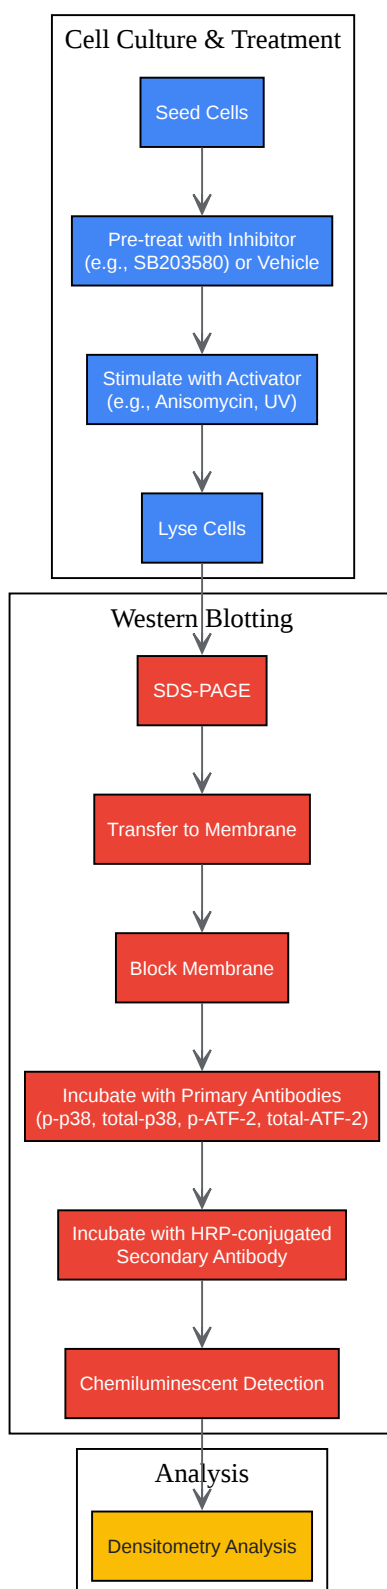 Cell Culture & Treatment
Seed Cells
Pre-treat with Inhibitor
(e.g., SB203580) or Vehicle
Stimulate with Activator
(e.g., Anisomycin, UV)
Lyse Cells
Western Blotting
SDS-PAGE
Transfer to Membrane
Block Membrane
Incubate with Primary Antibodies
(p-p38, total-p38, p-ATF-2, total-ATF-2)
Incubate with HRP-conjugated
Secondary Antibody
Chemiluminescent Detection
Analysis
Densitometry Analysis